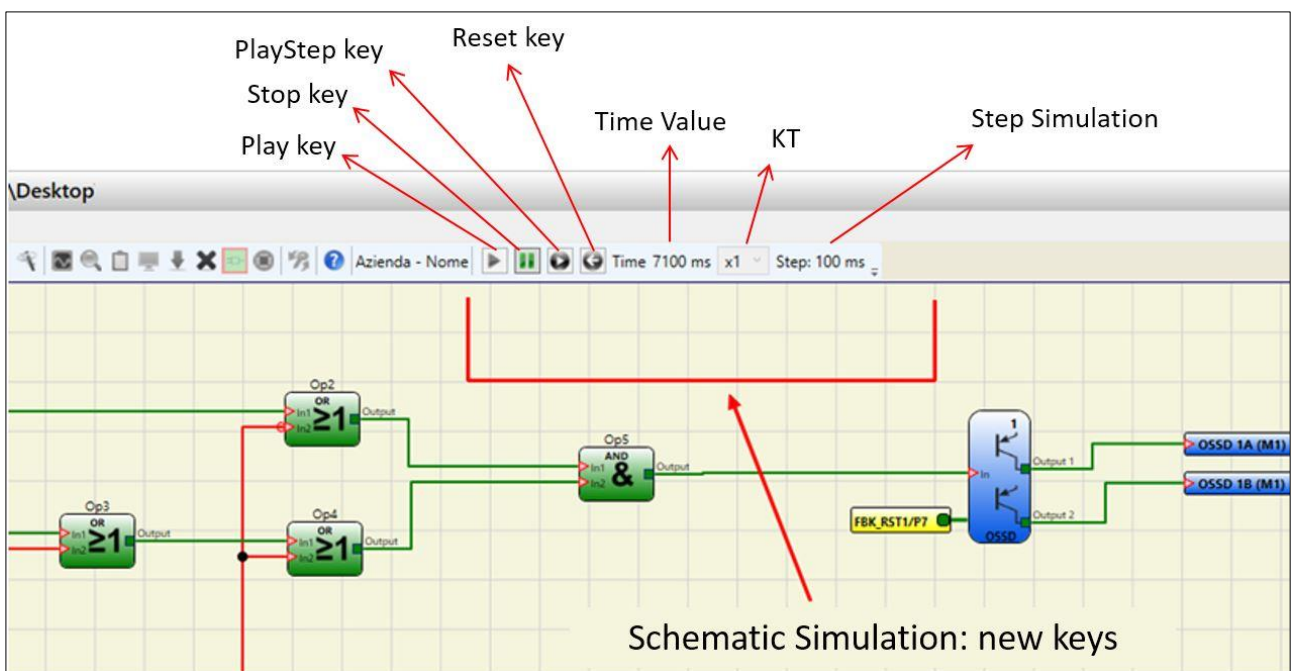 PlayStep key
Reset key
Stop key
Play key
Time Value
KT
Step Simulation
\Desktop
Azienda - Nome
Time 7100 ms
x1
Step: 100 ms
Op2
OR
≥1
In1
In2
Output
Op3
OR
≥1
In1
In2
Output
Op4
OR
≥1
In1
In2
Output
Op5
AND
&
In1
In2
Output
FBK_RST1/P7
1
In
Output 1
Output 2
OSSD
OSSD 1A (M1)
OSSD 1B (M1)
Schematic Simulation: new keys